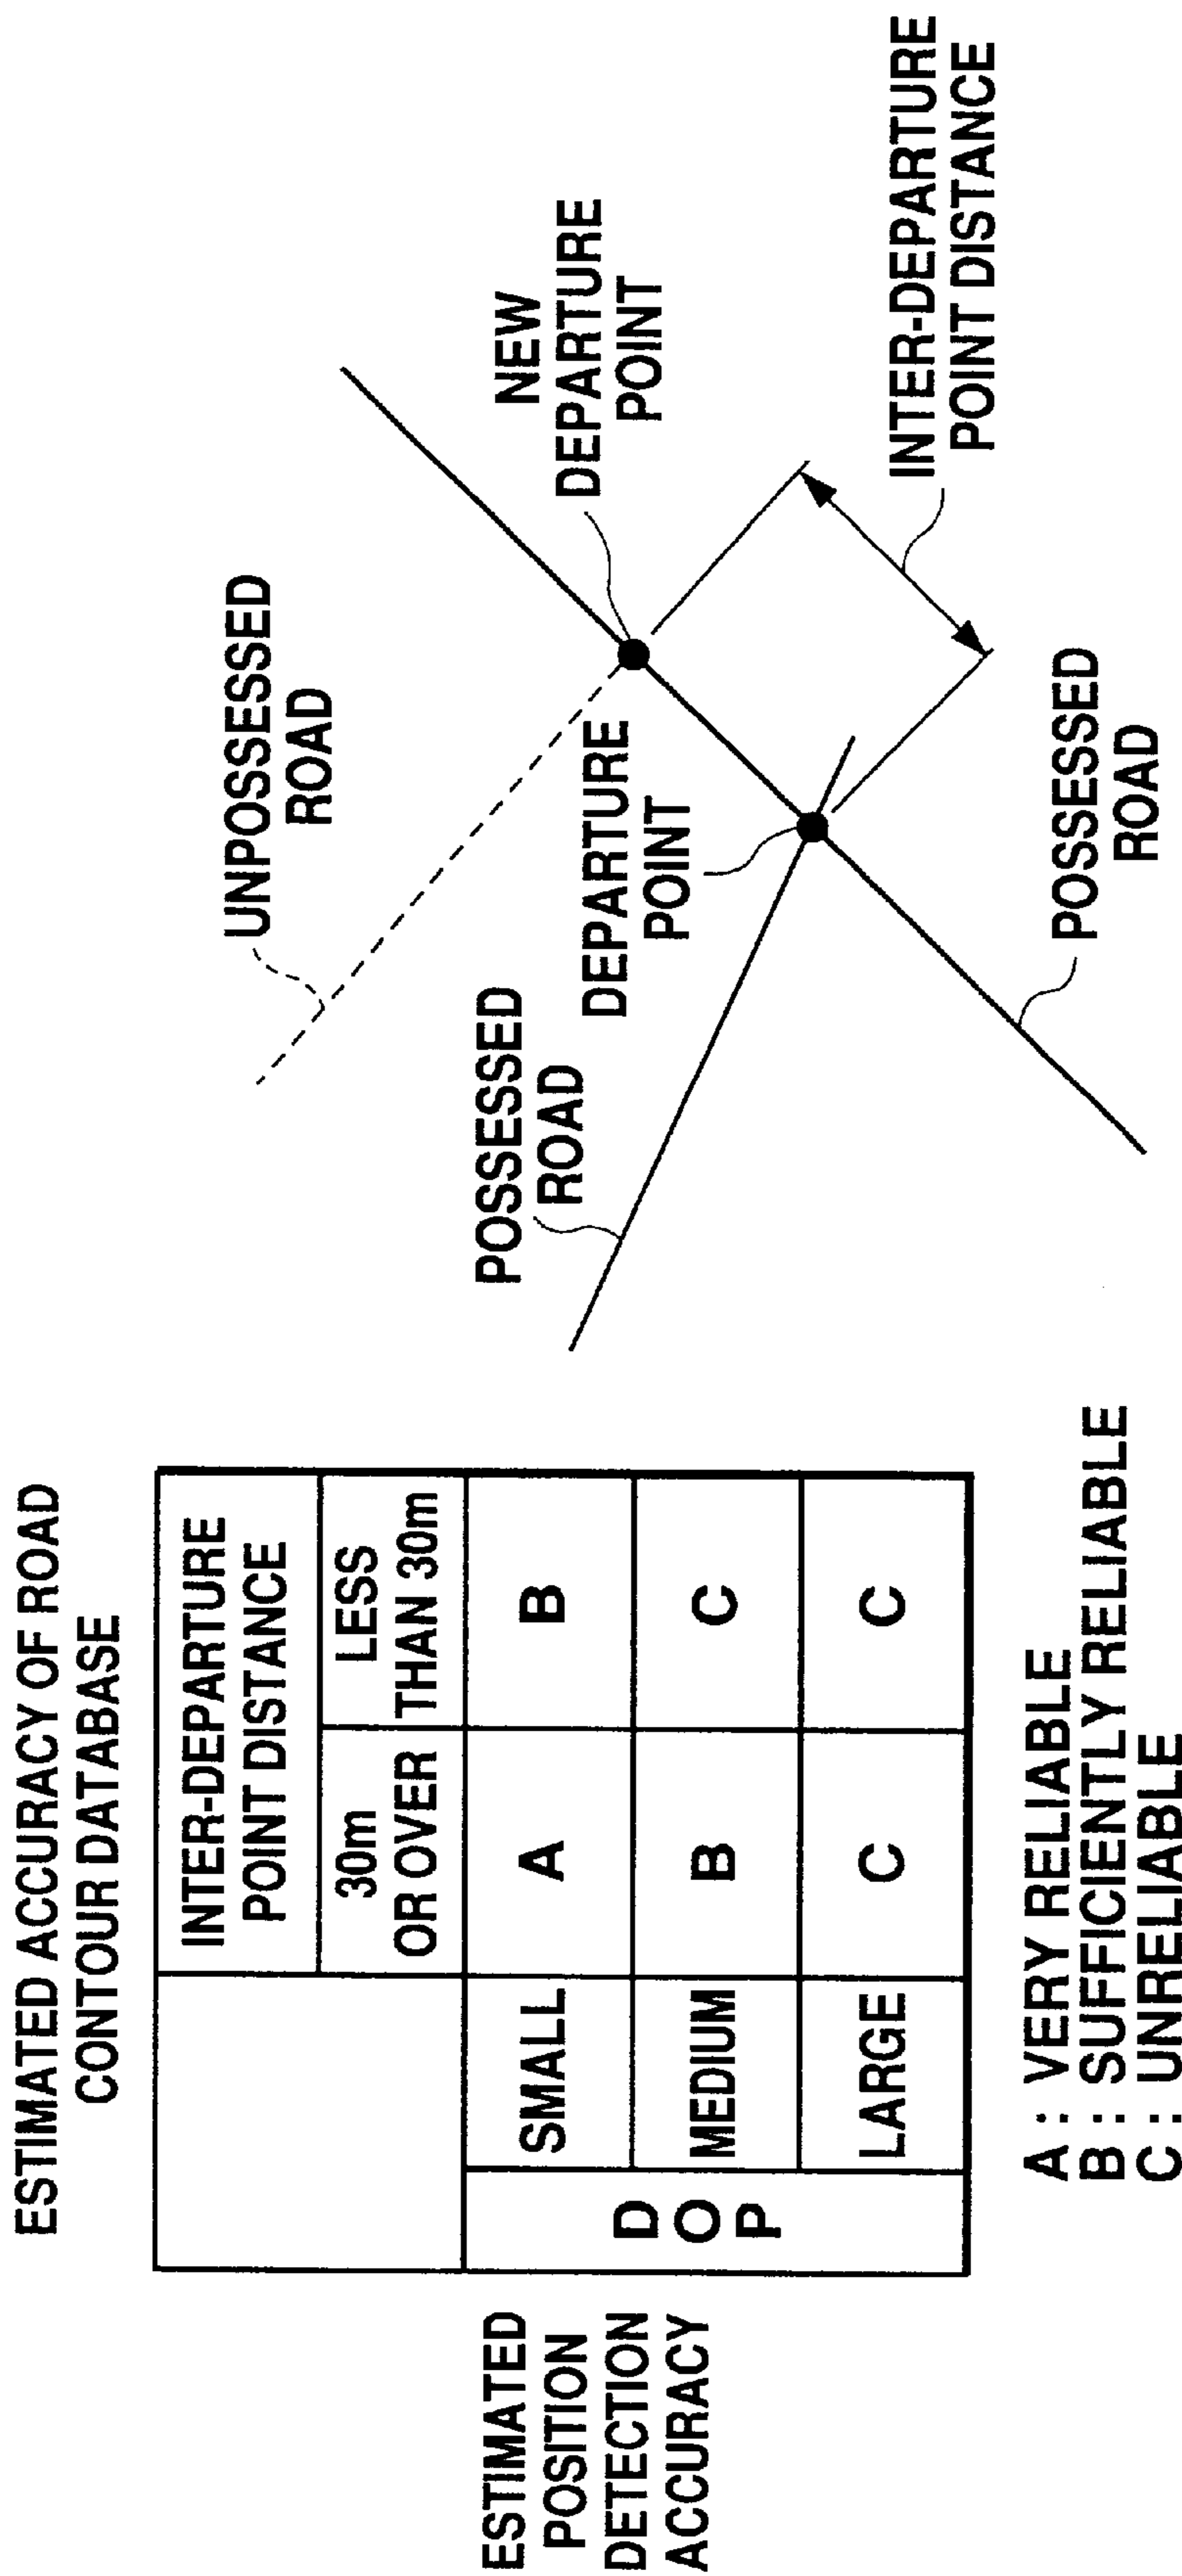 ESTIMATED ACCURACY OF ROAD
CONTOUR DATABASE
INTER-DEPARTURE
POINT DISTANCE
30m
OR OVER
LESS
THAN 30m
ESTIMATED
POSITION
DETECTION
ACCURACY
DOP
SMALL
A
B
MEDIUM
B
C
LARGE
C
C
A : VERY RELIABLE
B : SUFFICIENTLY RELIABLE
C : UNRELIABLE
UNPOSSESSED
ROAD
POSSESSED
ROAD
NEW
DEPARTURE
POINT
DEPARTURE
POINT
INTER-DEPARTURE
POINT DISTANCE
POSSESSED
ROAD